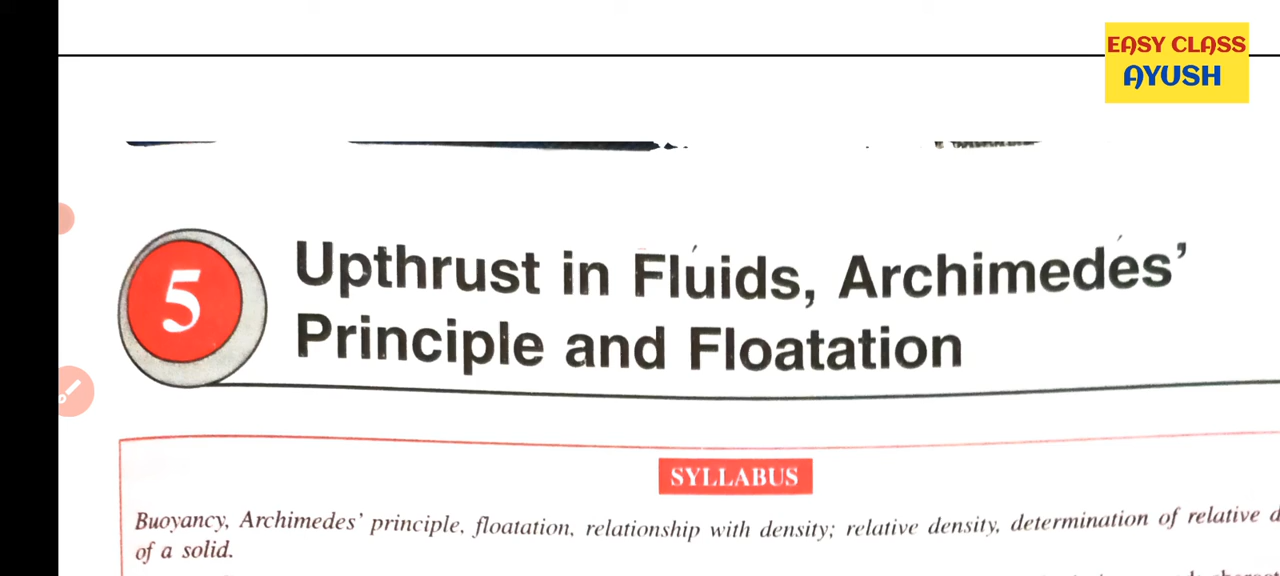 EASY CLASS
AYUSH
5
Upthrust in Fluids, Archimedes'
Principle and Floatation
SYLLABUS
Buoyancy, Archimedes' principle, floatation, relationship with density; relative density, determination of relative
of a solid.